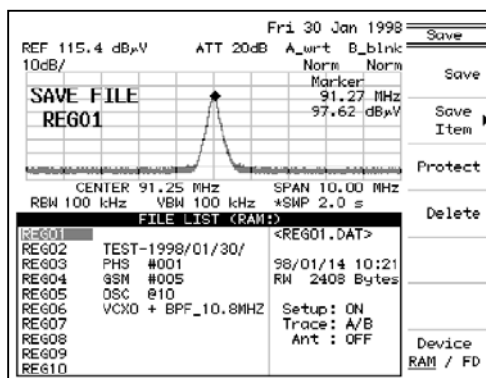 Fri 30 Jan 1998
REF 115.4 dBμV ATT 20dB A_wrt B_blnk
10dB/ Norm Norm
Marker
91.27 MHz
97.62 dBμV
SAVE FILE
REG01
CENTER 91.25 MHz SPAN 10.00 MHz
RBW 100 kHz VBW 100 kHz *SWP 2.0 s
FILE LIST (RAM:)
REG01
REG02 TEST-1998/01/30/
REG03 PHS #001
REG04 GSM #005
REG05 OSC @10
REG06 VCXO + BPF_10.8MHZ
REG07
REG08
REG09
REG10
<REG01.DAT>
98/01/14 10:21
RW 2408 Bytes
Setup: ON
Trace: A/B
Ant : OFF
Save
Save
Save
Item
Protect
Delete
Device
RAM / FD